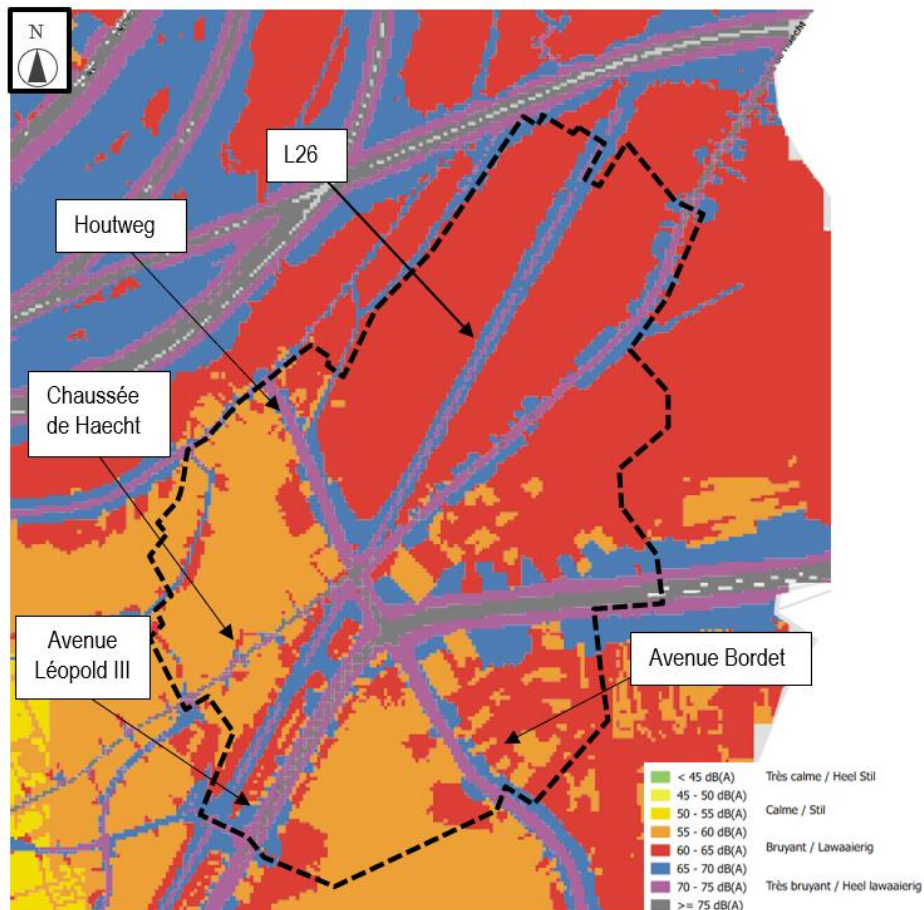 N
L26
Houtweg
Chaussée
de Haecht
Avenue
Léopold III
Avenue Bordet
< 45 dB(A) Très calme / Heel Stil
45 - 50 dB(A)
50 - 55 dB(A) Calme / Stil
55 - 60 dB(A)
60 - 65 dB(A) Bruyant / Lawaaierig
65 - 70 dB(A)
70 - 75 dB(A) Très bruyant / Heel lawaaierig
>= 75 dB(A)